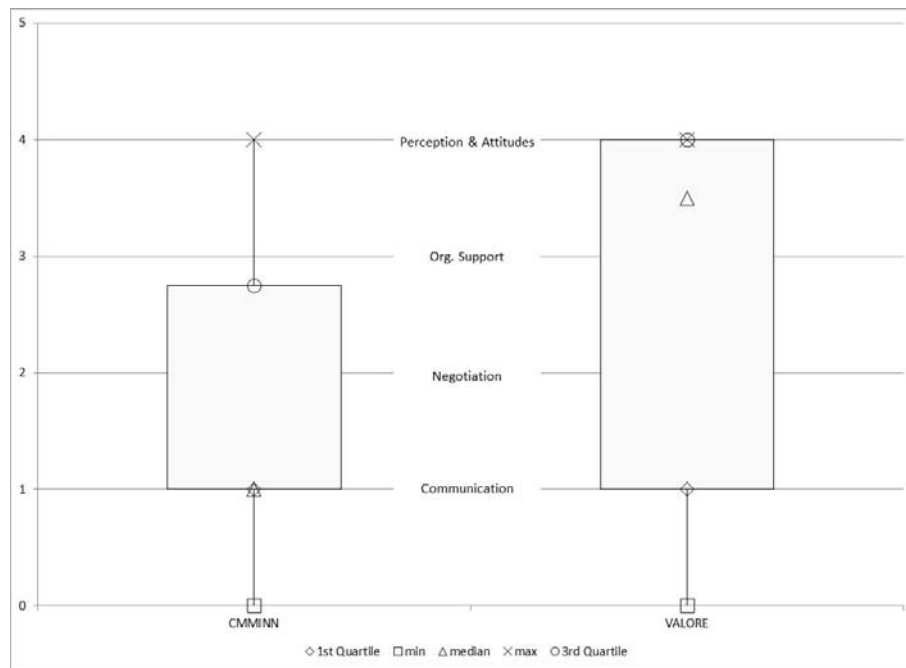 5
4
Perception & Attitudes
3
Org. Support
2
Negotiation
1
Communication
0
CMMINN
VALORE
1st Quartile min median max 3rd Quartile